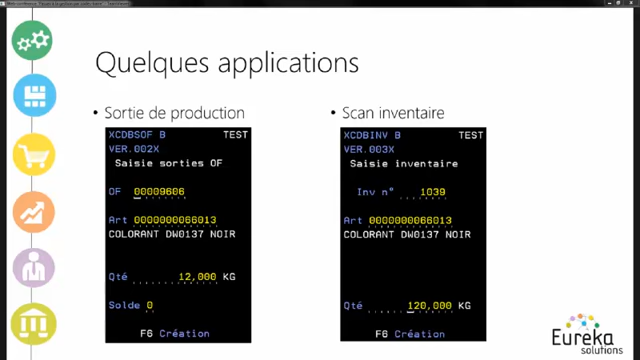 Quelques applications
• Sortie de production
XCDBSOF B TEST
VER.002X
Saisie sorties OF
OF 00009606
Art 0000000066013
COLORANT DW0137 NOIR
Qté 12,000 KG
Solde 0
F6 Création
• Scan inventaire
XCDBINV B TEST
VER.003X
Saisie inventaire
Inv n° 1039
Art 0000000066013
COLORANT DW0137 NOIR
Qté 120,000 KG
F6 Création
Eurêka
solutions